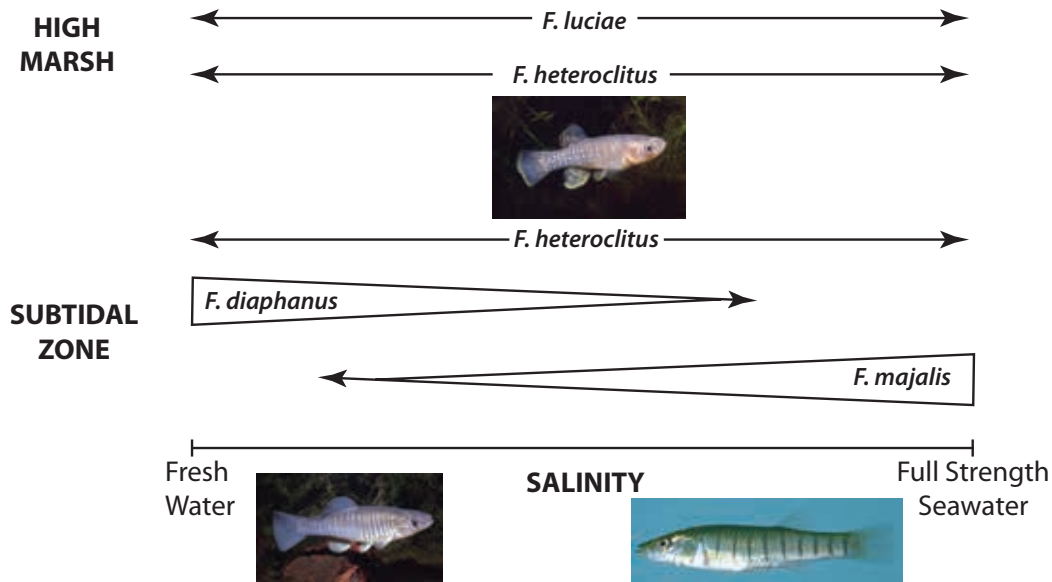 HIGH
MARSH
F. luciae
F. heteroclitus
F. heteroclitus
SUBTIDAL
ZONE
F. diaphanus
F. majalis
Fresh
Water
SALINITY
Full Strength
Seawater